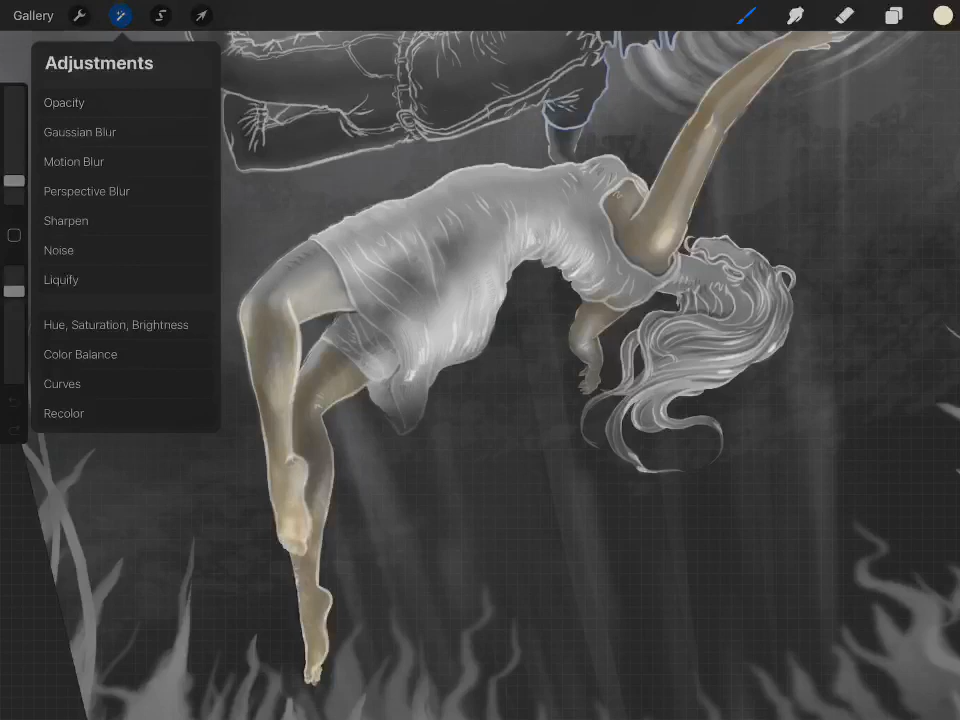 Gallery
Adjustments
Opacity
Gaussian Blur
Motion Blur
Perspective Blur
Sharpen
Noise
Liquify
Hue, Saturation, Brightness
Color Balance
Curves
Recolor